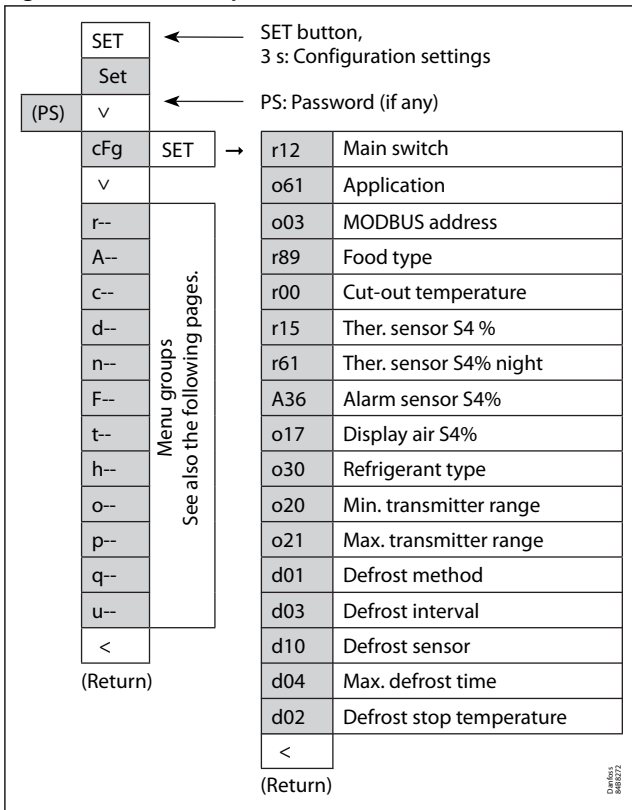 SET
SET button,
3 s: Configuration settings
Set
(PS)
v
PS: Password (if any)
cFg
SET
→
r12 Main switch
v
o61 Application
r--
o03 MODBUS address
A--
r89 Food type
c--
r00 Cut-out temperature
d--
r15 Ther. sensor S4 %
n--
r61 Ther. sensor S4% night
F--
A36 Alarm sensor S4%
t--
o17 Display air S4%
h--
o30 Refrigerant type
o--
o20 Min. transmitter range
p--
o21 Max. transmitter range
q--
d01 Defrost method
u--
d03 Defrost interval
Menu groups
See also the following pages.
<
d10 Defrost sensor
(Return)
d04 Max. defrost time
d02 Defrost stop temperature
<
(Return)
Danfoss
84B8272